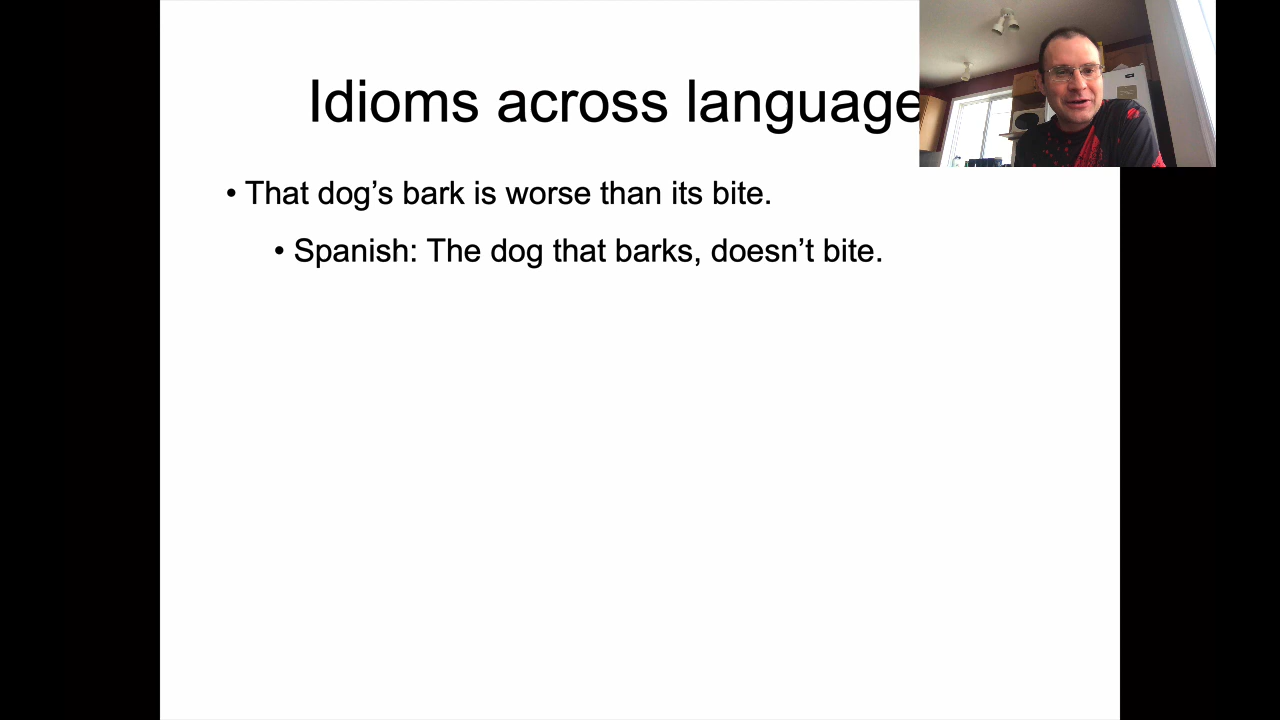 Idioms across language
• That dog’s bark is worse than its bite.
• Spanish: The dog that barks, doesn’t bite.